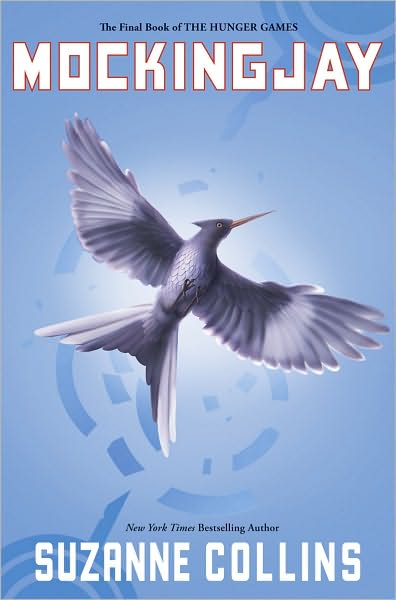 The Final Book of THE HUNGER GAMES
MOCKINGJAY
New York Times Bestselling Author
SUZANNE COLLINS